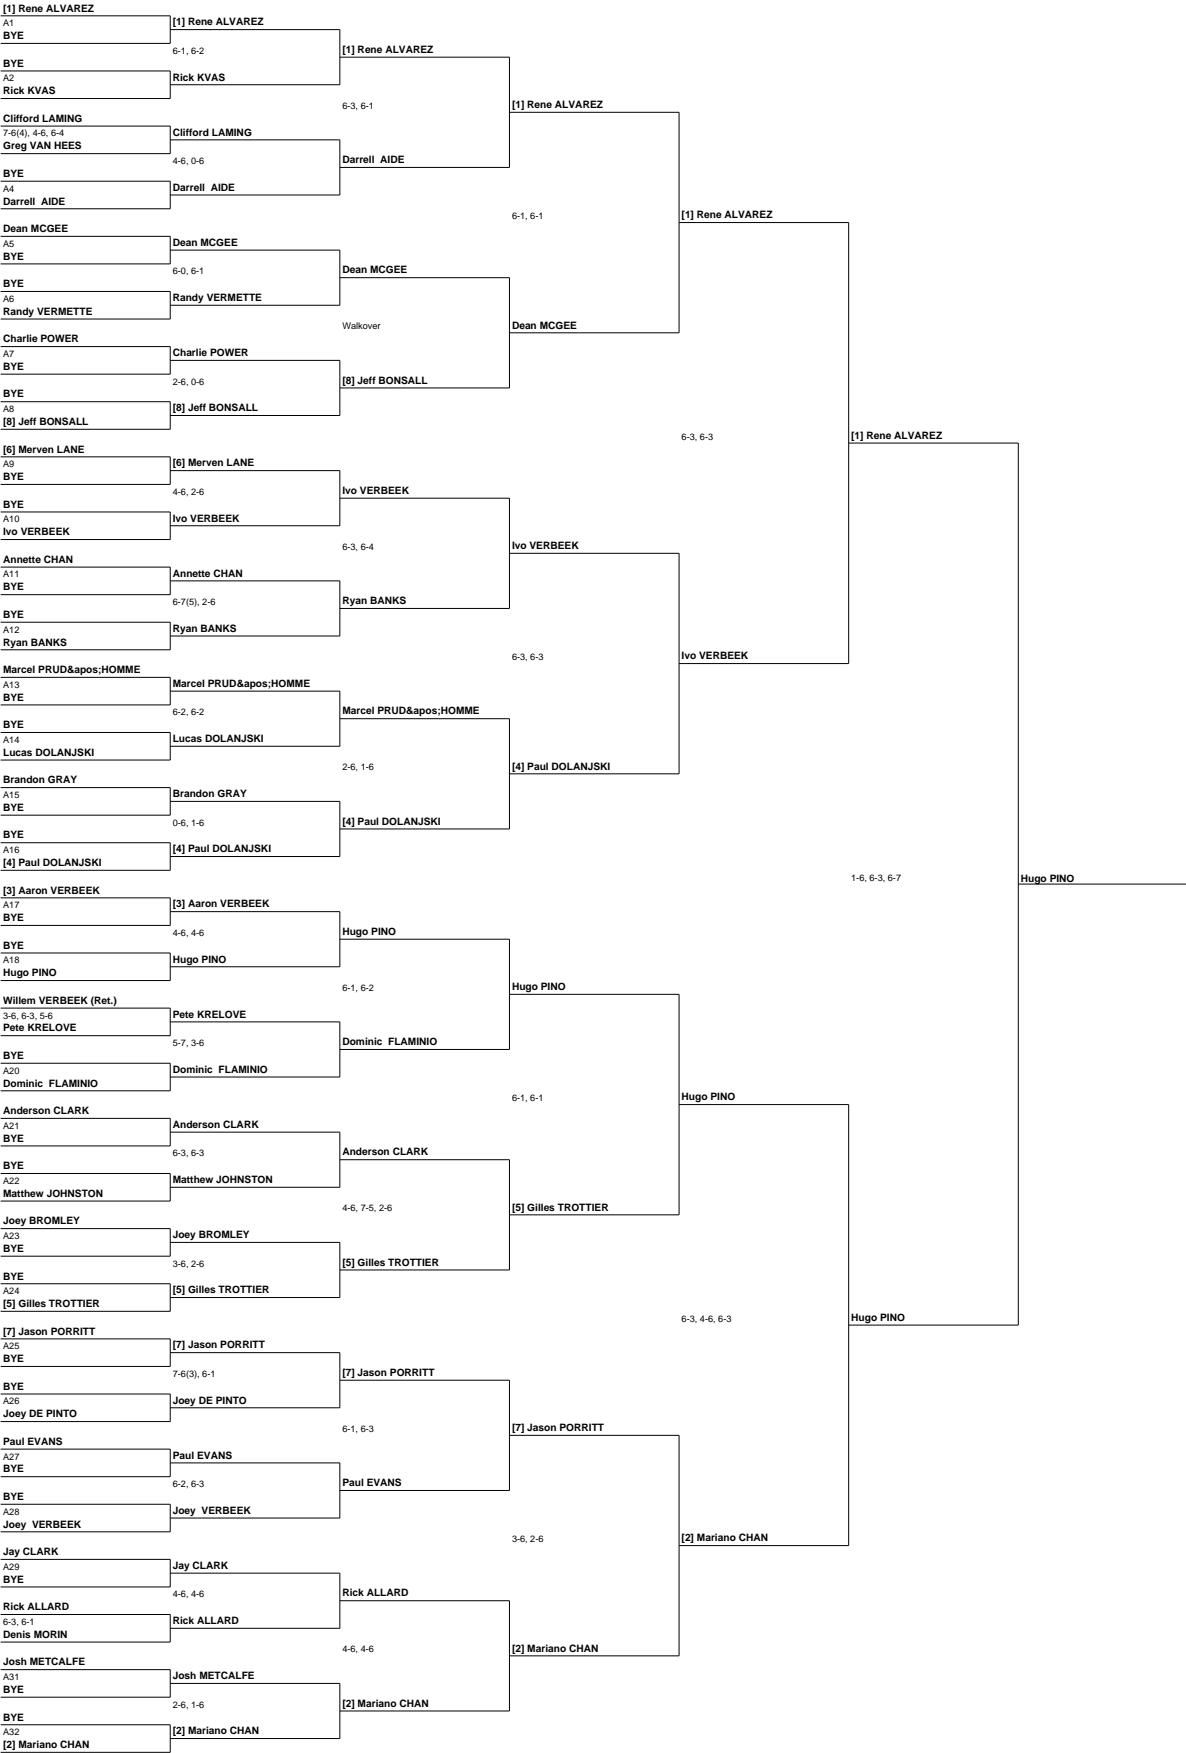 [1] Rene ALVAREZ
A1
BYE
BYE
A2
Rick KVAS
Clifford LAMING
7-6(4), 4-6, 6-4
Greg VAN HEES
BYE
A4
Darrell  AIDE
Dean MCGEE
A5
BYE
BYE
A6
Randy VERMETTE
Charlie POWER
A7
BYE
BYE
A8
[8] Jeff BONSALL
[6] Merven LANE
A9
BYE
BYE
A10
Ivo VERBEEK
Annette CHAN
A11
BYE
BYE
A12
Ryan BANKS
Marcel PRUD&apos;HOMME
A13
BYE
BYE
A14
Lucas DOLANJSKI
Brandon GRAY
A15
BYE
BYE
A16
[4] Paul DOLANJSKI
[3] Aaron VERBEEK
A17
BYE
BYE
A18
Hugo PINO
Willem VERBEEK (Ret.)
3-6, 6-3, 5-6
Pete KRELOVE
BYE
A20
Dominic  FLAMINIO
Anderson CLARK
A21
BYE
BYE
A22
Matthew JOHNSTON
Joey BROMLEY
A23
BYE
BYE
A24
[5] Gilles TROTTIER
[7] Jason PORRITT
A25
BYE
BYE
A26
Joey DE PINTO
Paul EVANS
A27
BYE
BYE
A28
Joey  VERBEEK
Jay CLARK
A29
BYE
Rick ALLARD
6-3, 6-1
Denis MORIN
Josh METCALFE
A31
BYE
BYE
A32
[2] Mariano CHAN
[1] Rene ALVAREZ
6-1, 6-2
Rick KVAS
Clifford LAMING
4-6, 0-6
Darrell  AIDE
Dean MCGEE
6-0, 6-1
Randy VERMETTE
Charlie POWER
2-6, 0-6
[8] Jeff BONSALL
[6] Merven LANE
4-6, 2-6
Ivo VERBEEK
Annette CHAN
6-7(5), 2-6
Ryan BANKS
Marcel PRUD&apos;HOMME
6-2, 6-2
Lucas DOLANJSKI
Brandon GRAY
0-6, 1-6
[4] Paul DOLANJSKI
[3] Aaron VERBEEK
4-6, 4-6
Hugo PINO
Pete KRELOVE
5-7, 3-6
Dominic  FLAMINIO
Anderson CLARK
6-3, 6-3
Matthew JOHNSTON
Joey BROMLEY
3-6, 2-6
[5] Gilles TROTTIER
[7] Jason PORRITT
7-6(3), 6-1
Joey DE PINTO
Paul EVANS
6-2, 6-3
Joey  VERBEEK
Jay CLARK
4-6, 4-6
Rick ALLARD
Josh METCALFE
2-6, 1-6
[2] Mariano CHAN
[1] Rene ALVAREZ
6-3, 6-1
Darrell  AIDE
Dean MCGEE
Walkover
[8] Jeff BONSALL
Ivo VERBEEK
6-3, 6-4
Ryan BANKS
Marcel PRUD&apos;HOMME
2-6, 1-6
[4] Paul DOLANJSKI
Hugo PINO
6-1, 6-2
Dominic  FLAMINIO
Anderson CLARK
4-6, 7-5, 2-6
[5] Gilles TROTTIER
[7] Jason PORRITT
6-1, 6-3
Paul EVANS
Rick ALLARD
4-6, 4-6
[2] Mariano CHAN
[1] Rene ALVAREZ
6-1, 6-1
Dean MCGEE
Ivo VERBEEK
6-3, 6-3
[4] Paul DOLANJSKI
Hugo PINO
6-1, 6-1
[5] Gilles TROTTIER
[7] Jason PORRITT
3-6, 2-6
[2] Mariano CHAN
[1] Rene ALVAREZ
6-3, 6-3
Ivo VERBEEK
Hugo PINO
6-3, 4-6, 6-3
[2] Mariano CHAN
[1] Rene ALVAREZ
1-6, 6-3, 6-7
Hugo PINO
Hugo PINO